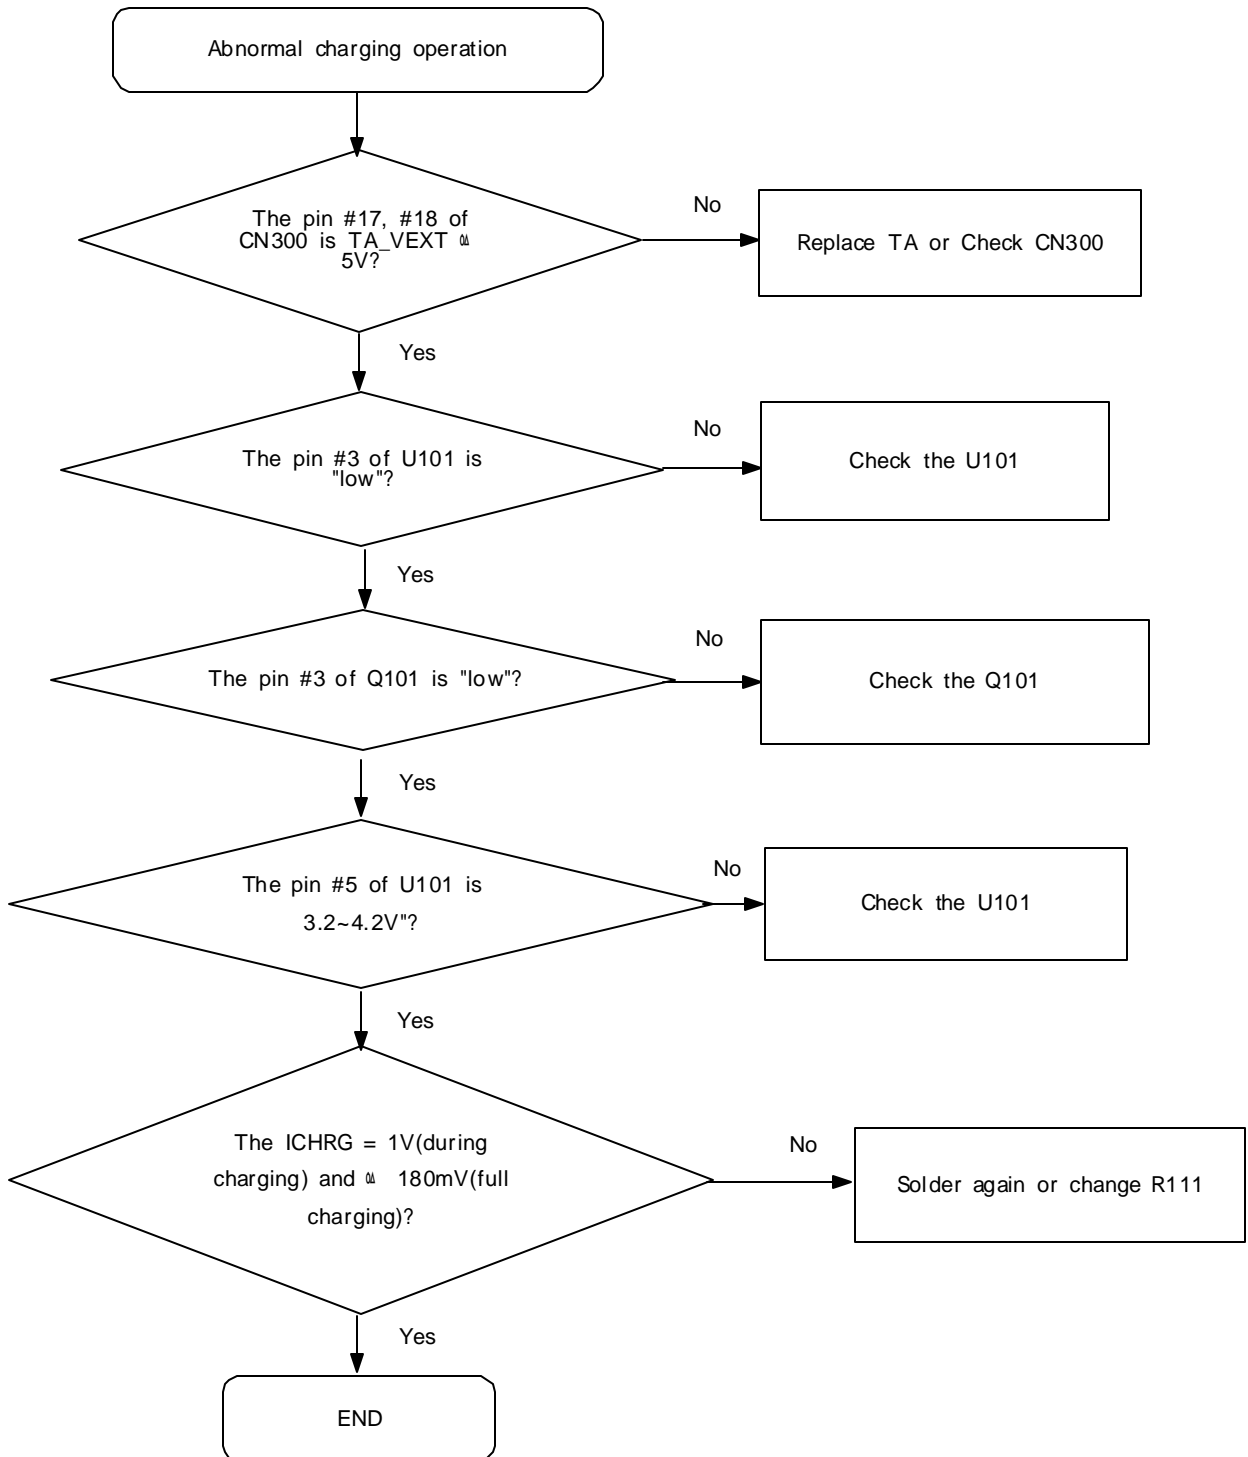 Abnormal charging operation
The pin #17, #18 of
CN300 is TA_VEXT
5V?
No
Replace TA or Check CN300
Yes
The pin #3 of U101 is
"low"?
No
Check the U101
Yes
The pin #3 of Q101 is "low"?
No
Check the Q101
Yes
The pin #5 of U101 is
3.2~4.2V"?
No
Check the U101
Yes
The ICHRG = 1V(during
charging) and 180mV(full
charging)?
No
Solder again or change R111
Yes
END